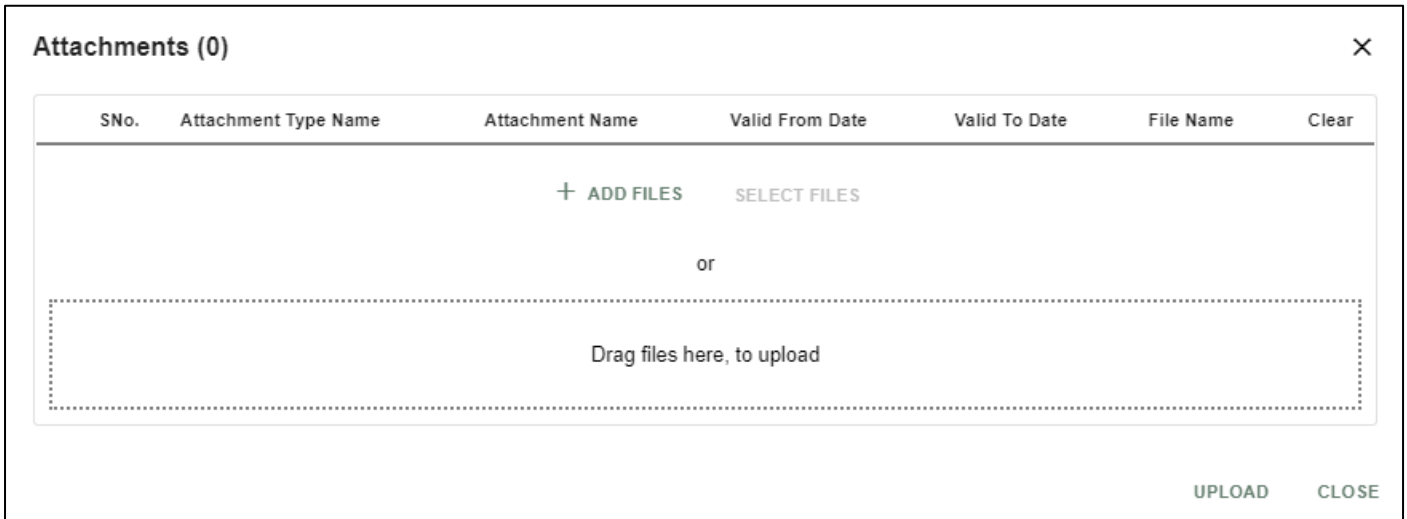 Attachments (0)
SNo. Attachment Type Name Attachment Name Valid From Date Valid To Date File Name Clear
+ ADD FILES SELECT FILES
or
Drag files here, to upload
UPLOAD CLOSE